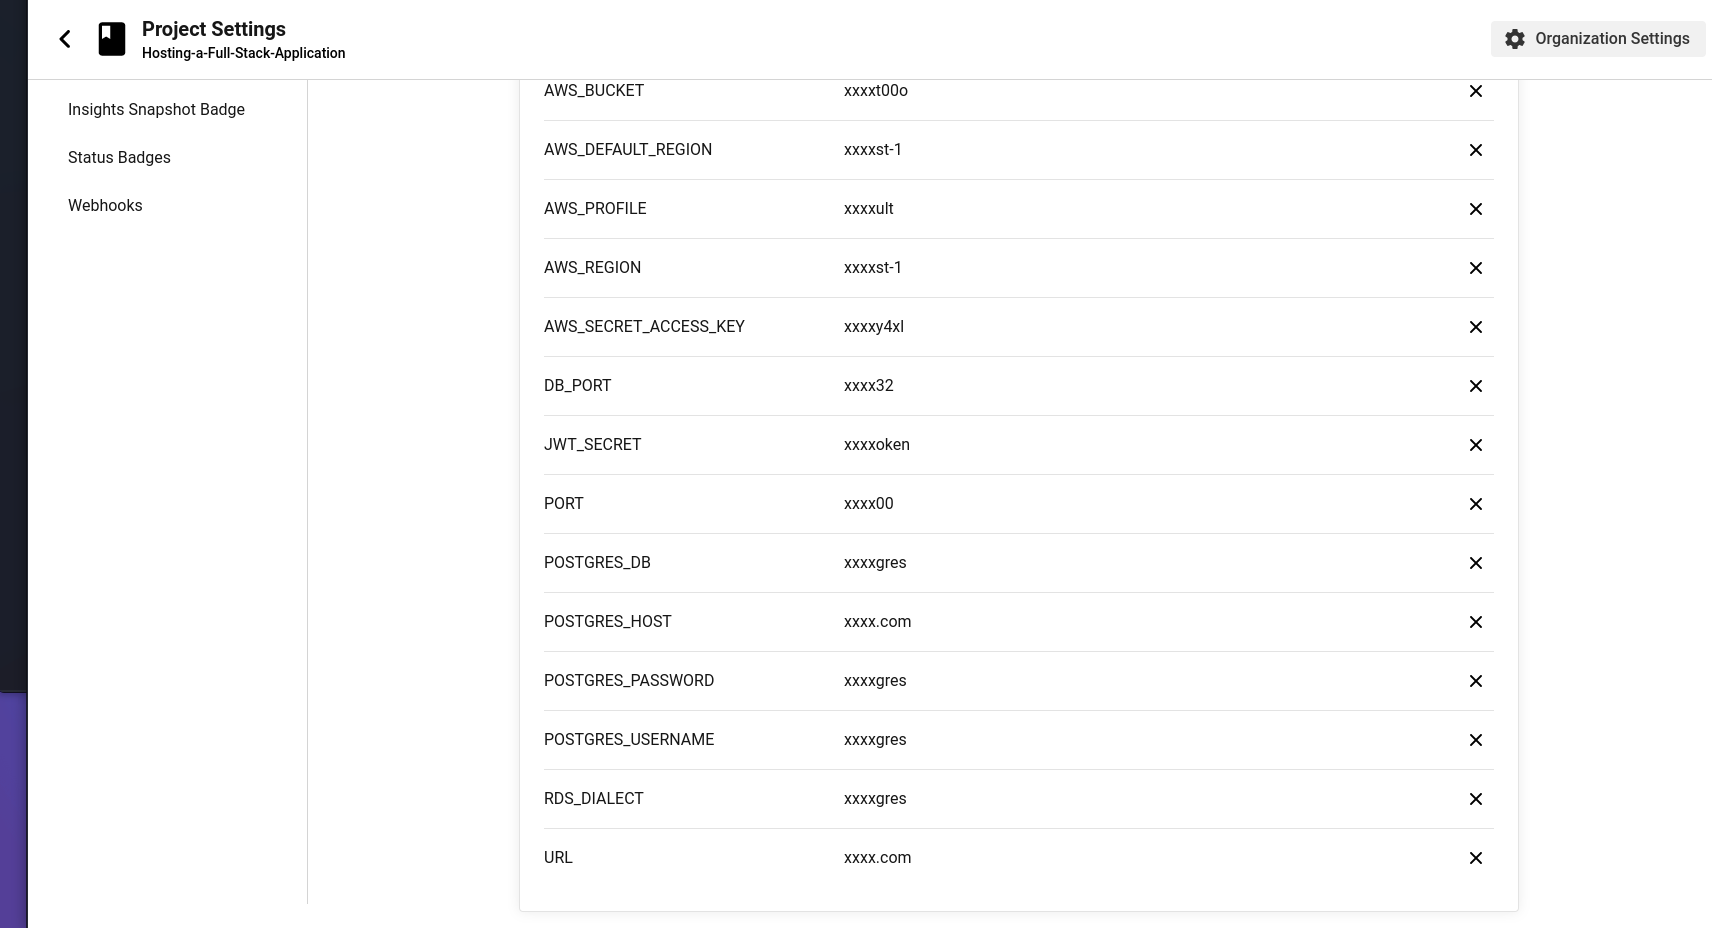 Project Settings
Hosting-a-Full-Stack-Application
Organization Settings
Insights Snapshot Badge
Status Badges
Webhooks
AWS_BUCKET xxxxt00o
AWS_DEFAULT_REGION xxxxst-1
AWS_PROFILE xxxxult
AWS_REGION xxxxst-1
AWS_SECRET_ACCESS_KEY xxxxy4xl
DB_PORT xxxx32
JWT_SECRET xxxxoken
PORT xxxx00
POSTGRES_DB xxxxgres
POSTGRES_HOST xxxx.com
POSTGRES_PASSWORD xxxxgres
POSTGRES_USERNAME xxxxgres
RDS_DIALECT xxxxgres
URL xxxx.com